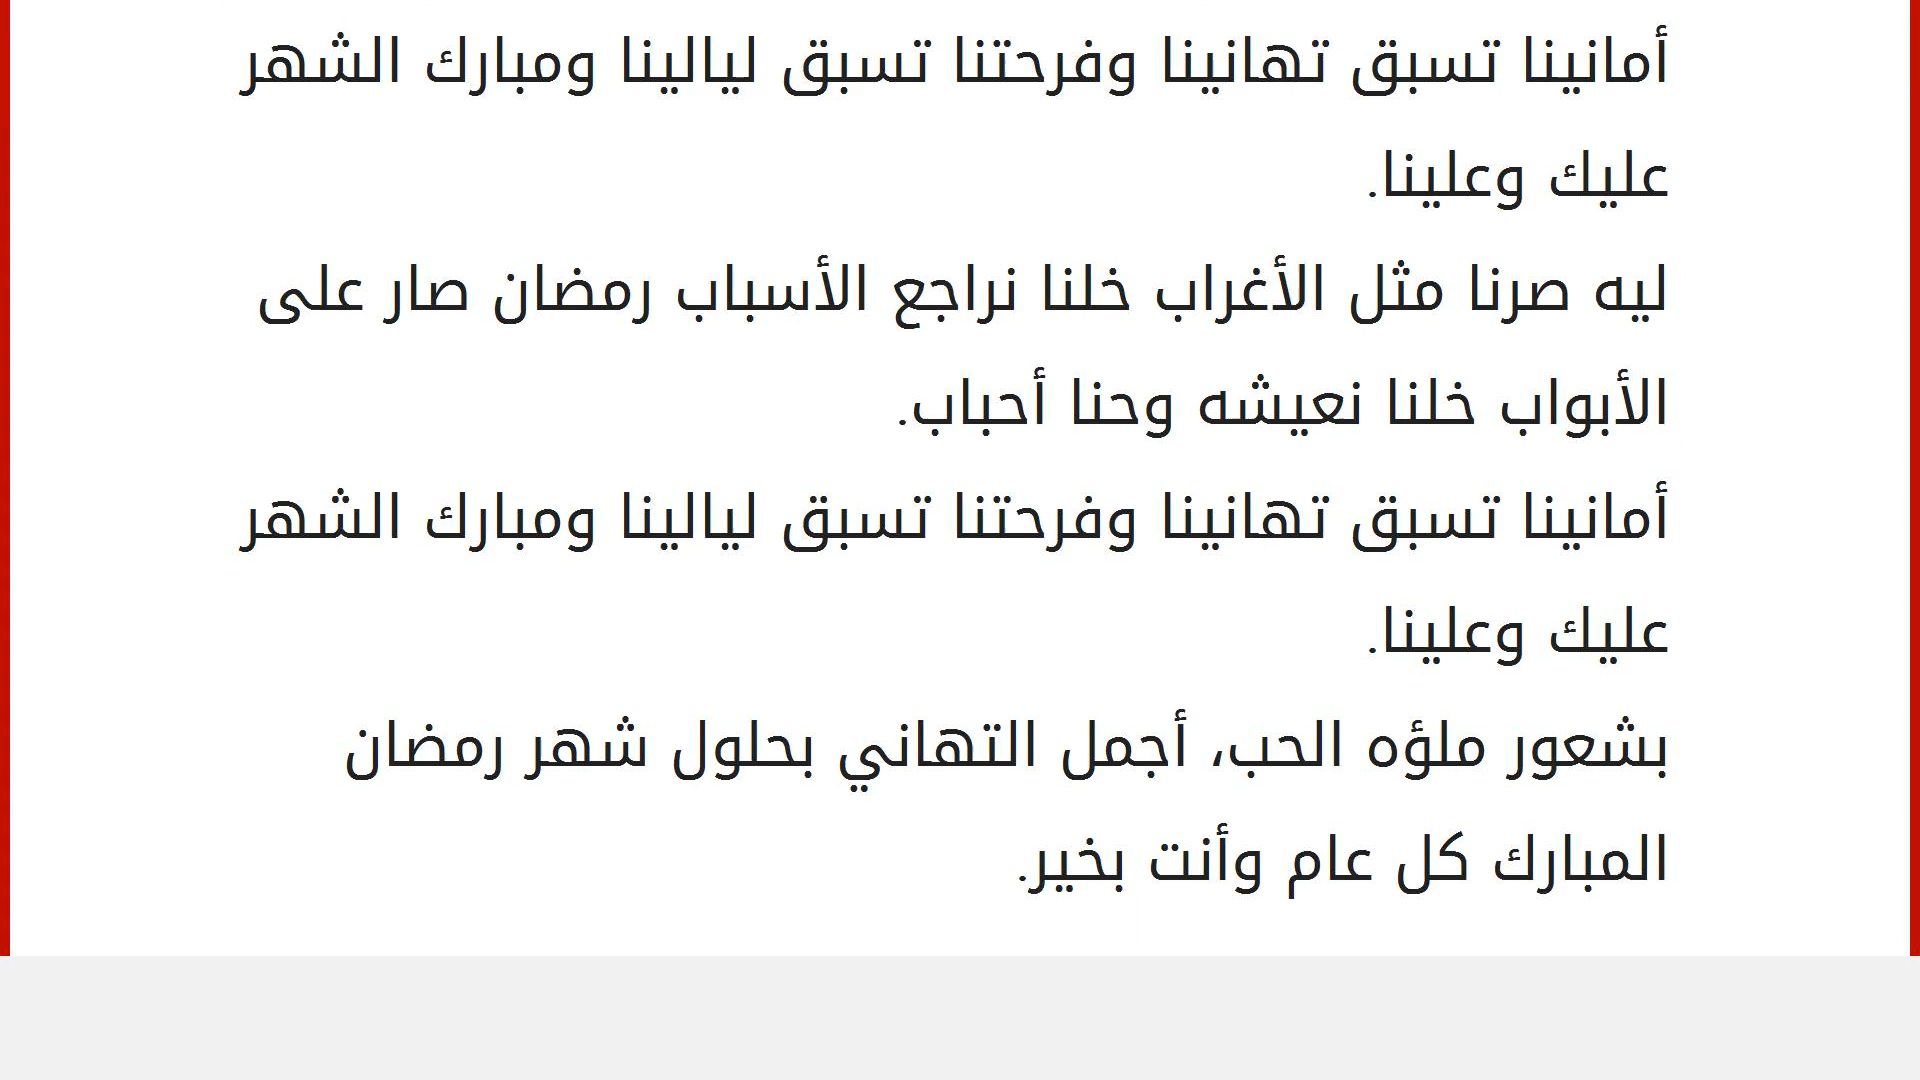 أمانينا تسبق تهانينا وفرحتنا تسبق ليالينا ومبارك الشهر
عليك وعلينا.
ليه صرنا مثل الأغراب خلنا نراجع الأسباب رمضان صار على
الأبواب خلنا نعيشه وحنا أحباب.
أمانينا تسبق تهانينا وفرحتنا تسبق ليالينا ومبارك الشهر
عليك وعلينا.
بشعور ملؤه الحب، أجمل التهاني بحلول شهر رمضان
المبارك كل عام وأنت بخير.